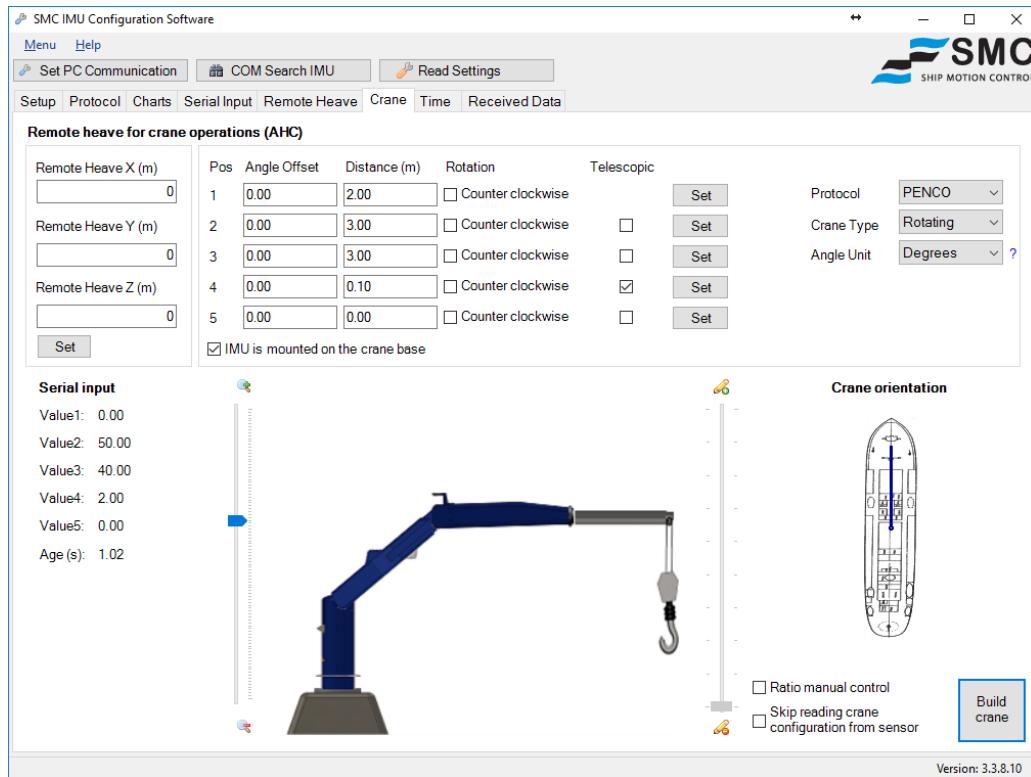 SMC IMU Configuration Software
Menu Help
SMC
SHIP MOTION CONTROL
Set PC Communication COM Search IMU Read Settings
Setup Protocol Charts Serial Input Remote Heave Crane Time Received Data
Remote heave for crane operations (AHC)
Remote Heave X (m)
0
Remote Heave Y (m)
0
Remote Heave Z (m)
0
Set
Pos Angle Offset Distance (m) Rotation Telescopic
1 0.00 2.00 Counter clockwise Set
2 0.00 3.00 Counter clockwise Set
3 0.00 3.00 Counter clockwise Set
4 0.00 0.10 Counter clockwise Set
5 0.00 0.00 Counter clockwise Set
IMU is mounted on the crane base
Protocol PENCO
Crane Type Rotating
Angle Unit Degrees ?
Serial input
Value1: 0.00
Value2: 50.00
Value3: 40.00
Value4: 2.00
Value5: 0.00
Age (s): 1.02
Crane orientation
Ratio manual control
Skip reading crane
configuration from sensor
Build
crane
Version: 3.3.8.10